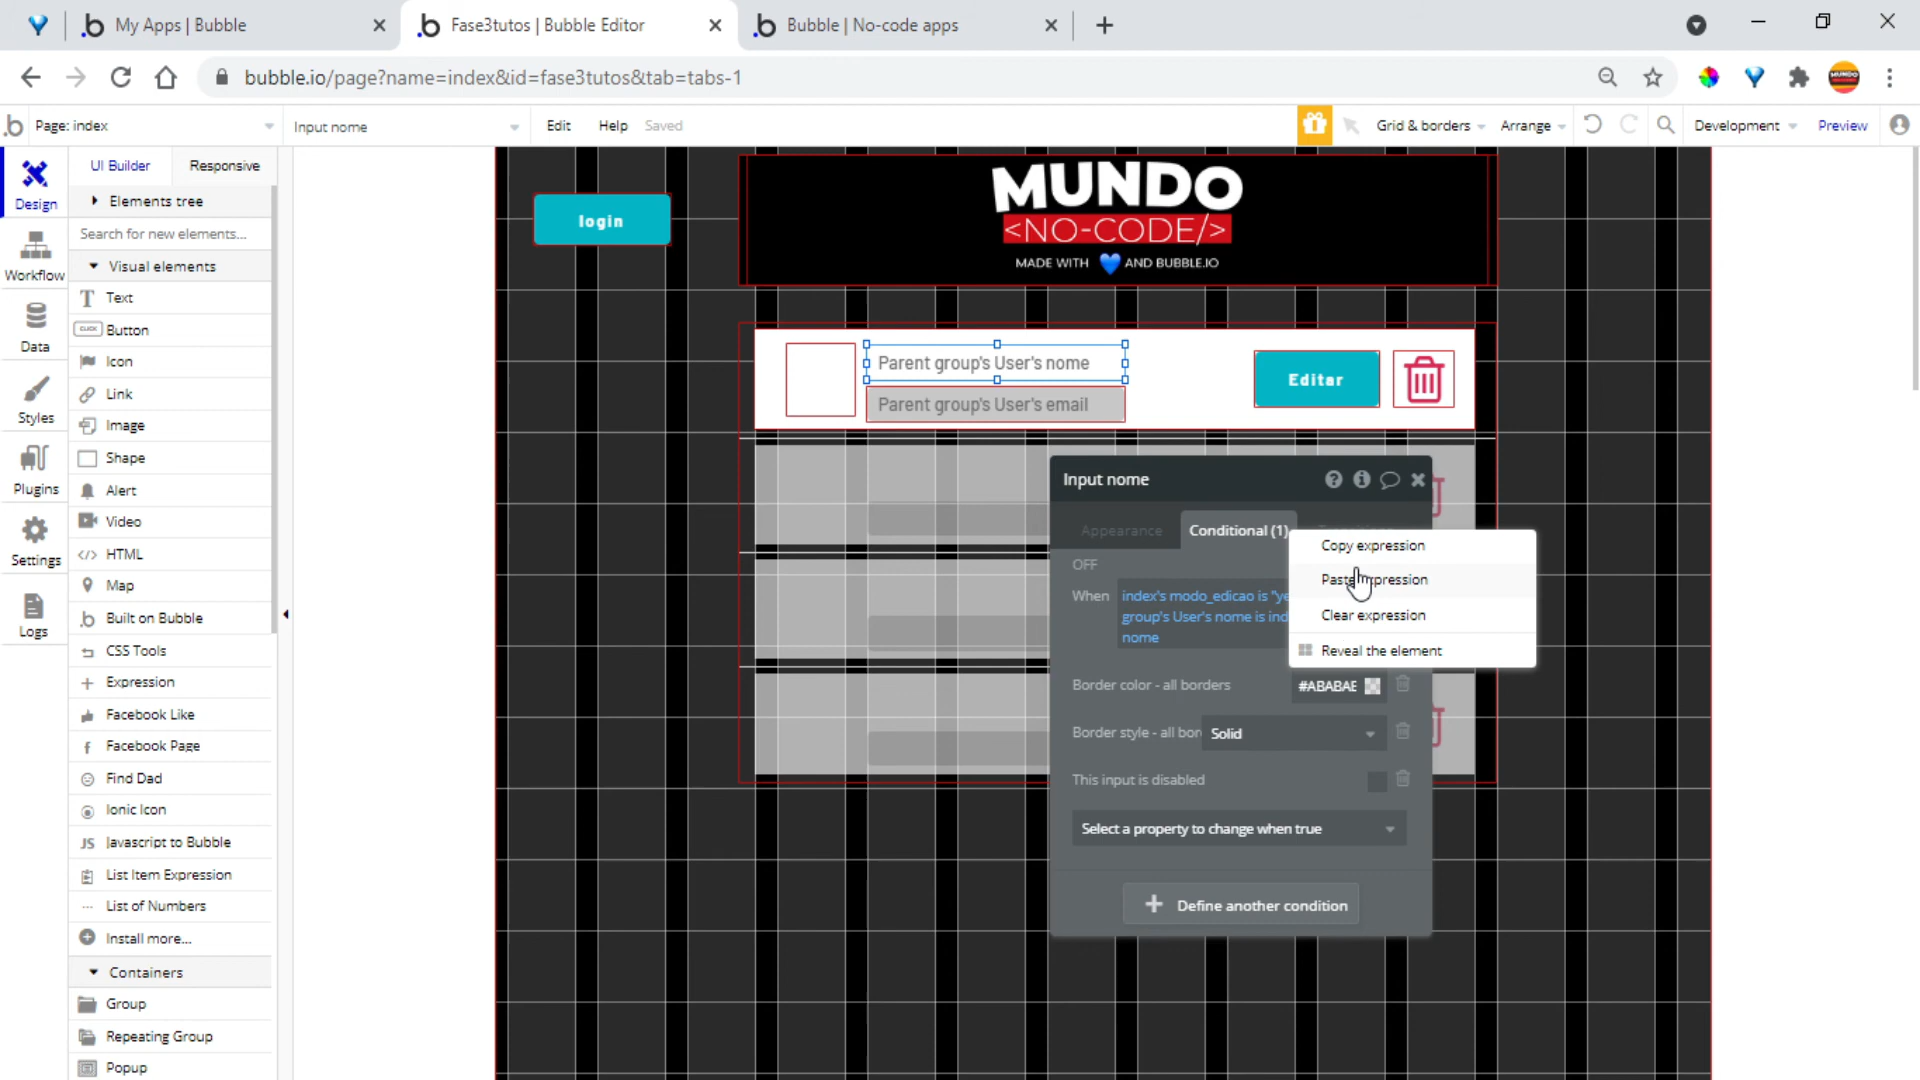 My Apps | Bubble
Fase3tutos | Bubble Editor
Bubble | No-code apps
bubble.io/page?name=index&id=fase3tutos&tab=tabs-1
Page: index
Input nome
Edit
Help
Saved
Grid & borders
Arrange
Development
Preview
UI Builder
Responsive
Design
Workflow
Data
Styles
Plugins
Settings
Logs
Elements tree
Search for new elements...
Visual elements
Text
CLICK Button
Icon
Link
Image
Shape
Alert
Video
HTML
Map
Built on Bubble
CSS Tools
Expression
Facebook Like
Facebook Page
Find Dad
Ionic Icon
JS Javascript to Bubble
List Item Expression
List of Numbers
Install more...
Containers
Group
Repeating Group
Popup
login
MUNDO
<NO-CODE/>
MADE WITH 💙 AND BUBBLE.IO
Parent group's User's nome
Parent group's User's email
Editar
Input nome
Appearance
Conditional (1)
OFF
When
index's modo_edicao is "ye
group's User's nome is ind
nome
Copy expression
Paste expression
Clear expression
Reveal the element
Border color - all borders
#ABABAB
Border style - all bor
Solid
This input is disabled
Select a property to change when true
Define another condition